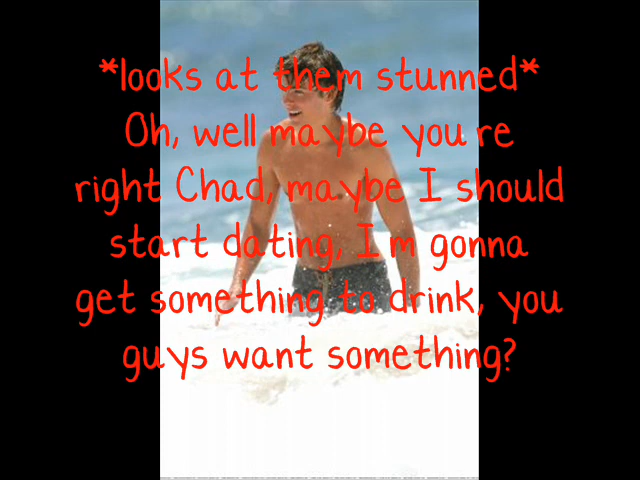 *looks at them stunned*
Oh, well maybe you re
right Chad, maybe I should
start dating, I m gonna
get something to drink, you
guys want something?